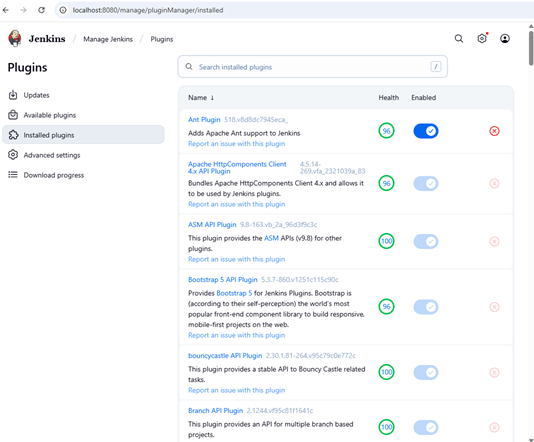 localhost:8080/manage/pluginManager/installed
Jenkins / Manage Jenkins / Plugins
Plugins
Search installed plugins /
Updates
Available plugins
Installed plugins
Advanced settings
Download progress
Name ↓ Health Enabled
Ant Plugin 518.v8d8dc7945eca_
Adds Apache Ant support to Jenkins
Report an issue with this plugin
96
Apache HttpComponents Client
4.x API Plugin
4.5.14-
269.vfa_2321039a_83
Bundles Apache HttpComponents Client 4.x and allows it
to be used by Jenkins plugins.
Report an issue with this plugin
96
ASM API Plugin 9.8-163.vb_2a_96d3f9c3c
This plugin provides the ASM APIs (v9.8) for other
plugins.
Report an issue with this plugin
100
Bootstrap 5 API Plugin 5.3.7-860.v1251c115c90c
Provides Bootstrap 5 for Jenkins Plugins. Bootstrap is
(according to their self-perception) the world's most
popular front-end component library to build responsive,
mobile-first projects on the web.
Report an issue with this plugin
96
bouncycastle API Plugin 2.30.1.81-264.v95c79c0e772c
This plugin provides a stable API to Bouncy Castle related
tasks.
Report an issue with this plugin
100
Branch API Plugin 2.1244.vf95c81f1641c
This plugin provides an API for multiple branch based
projects.
100